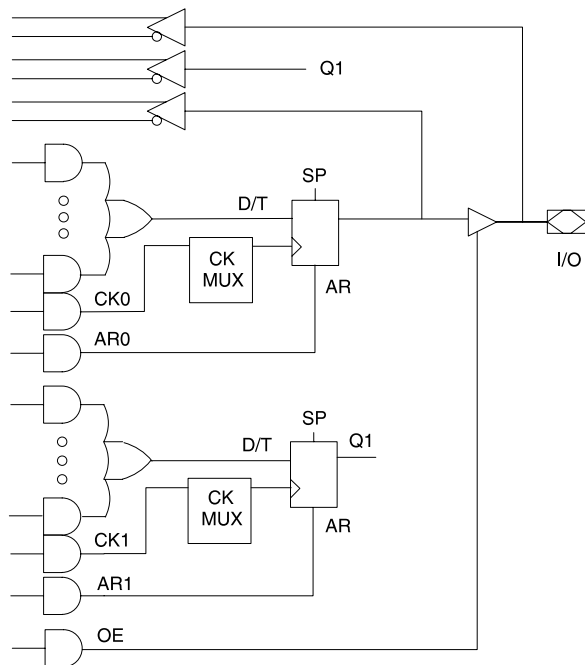 Q1
SP
D/T
CK
MUX
I/O
CK0
AR
AR0
SP
D/T
Q1
CK
MUX
CK1
AR
AR1
OE